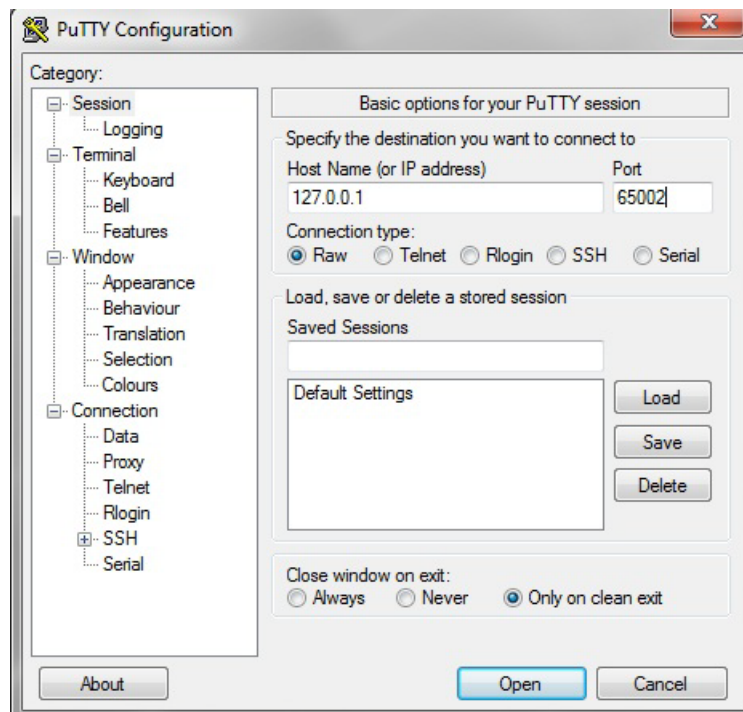 PuTTY Configuration
Category:
Session
Logging
Terminal
Keyboard
Bell
Features
Window
Appearance
Behaviour
Translation
Selection
Colours
Connection
Data
Proxy
Telnet
Rlogin
SSH
Serial
Basic options for your PuTTY session
Specify the destination you want to connect to
Host Name (or IP address) Port
127.0.0.1 65002
Connection type:
Raw Telnet Rlogin SSH Serial
Load, save or delete a stored session
Saved Sessions
Default Settings
Load
Save
Delete
Close window on exit:
Always Never Only on clean exit
About Open Cancel